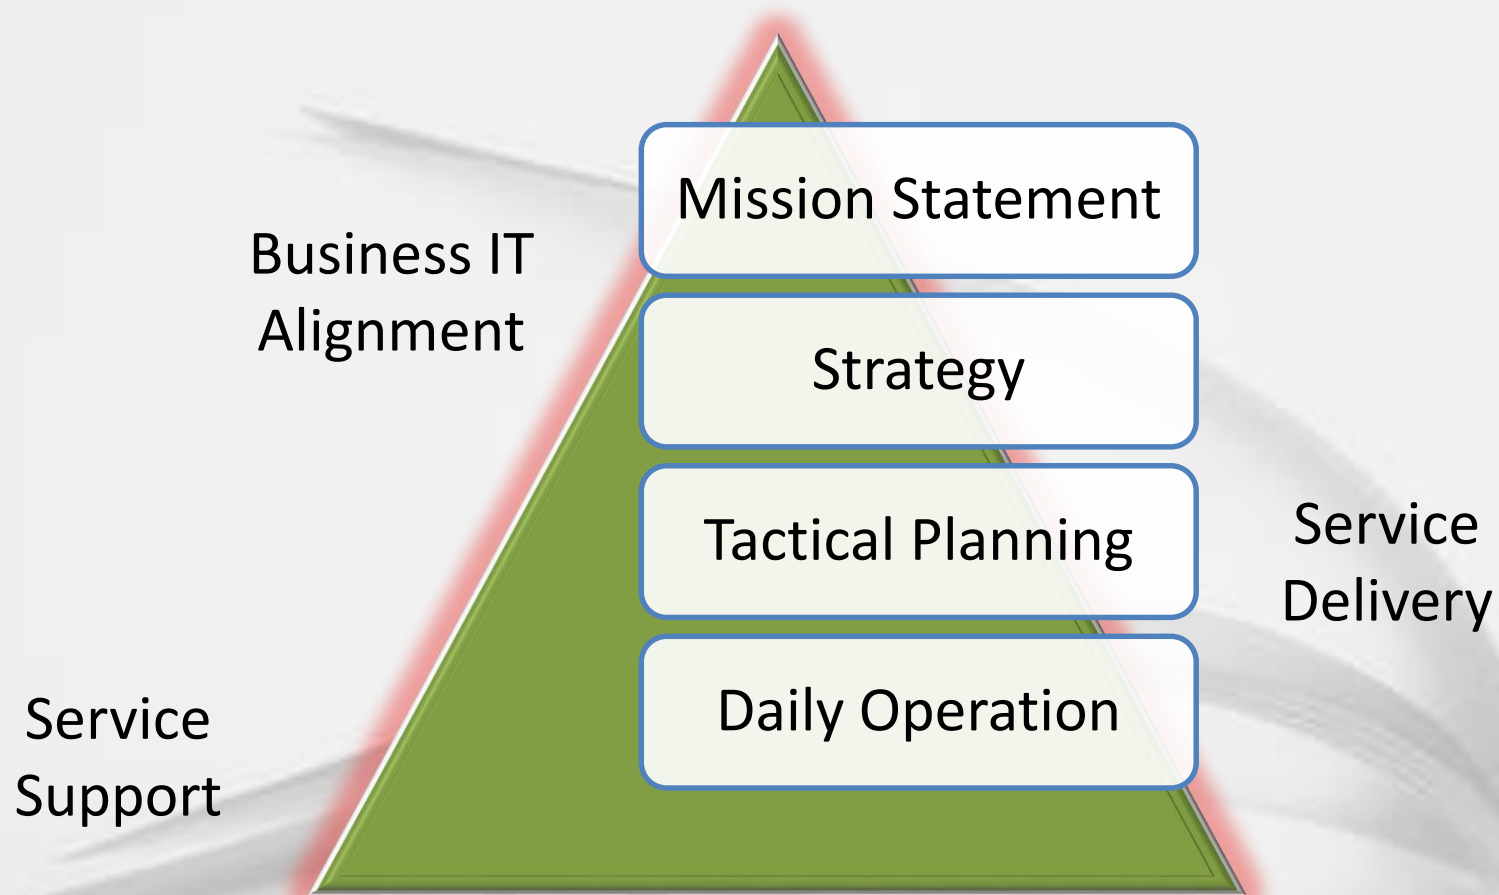 Mission Statement
Business IT
Alignment
Strategy
Tactical Planning
Service
Delivery
Daily Operation
Service
Support